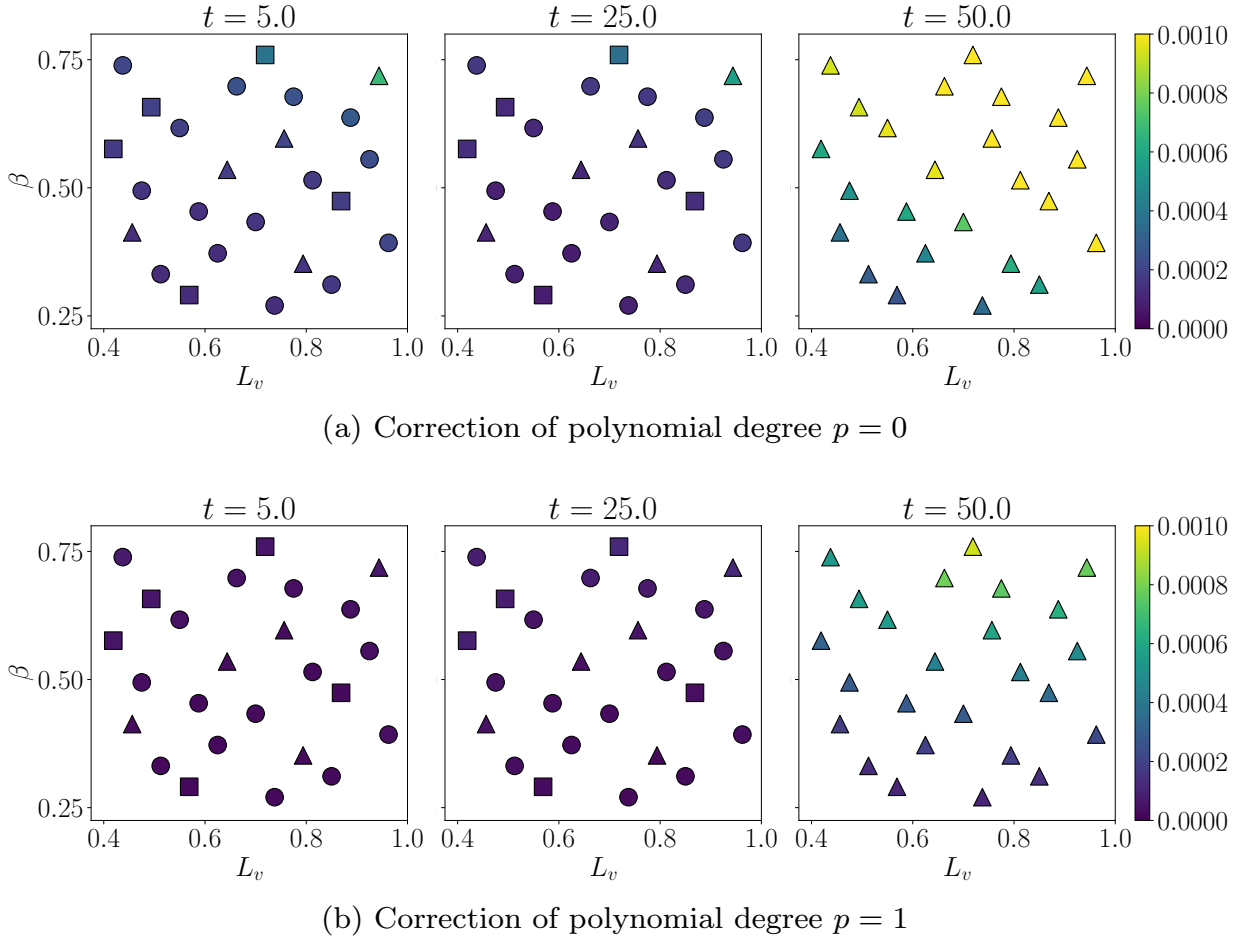 t = 5.0 t = 25.0 t = 50.0
0.75 0.50 0.25
β
0.4 0.6 0.8 1.0 0.4 0.6 0.8 1.0 0.4 0.6 0.8 1.0
L_v L_v L_v
0.0010 0.0008 0.0006 0.0004 0.0002 0.0000
(a) Correction of polynomial degree p = 0
t = 5.0 t = 25.0 t = 50.0
0.75 0.50 0.25
β
0.4 0.6 0.8 1.0 0.4 0.6 0.8 1.0 0.4 0.6 0.8 1.0
L_v L_v L_v
0.0010 0.0008 0.0006 0.0004 0.0002 0.0000
(b) Correction of polynomial degree p = 1